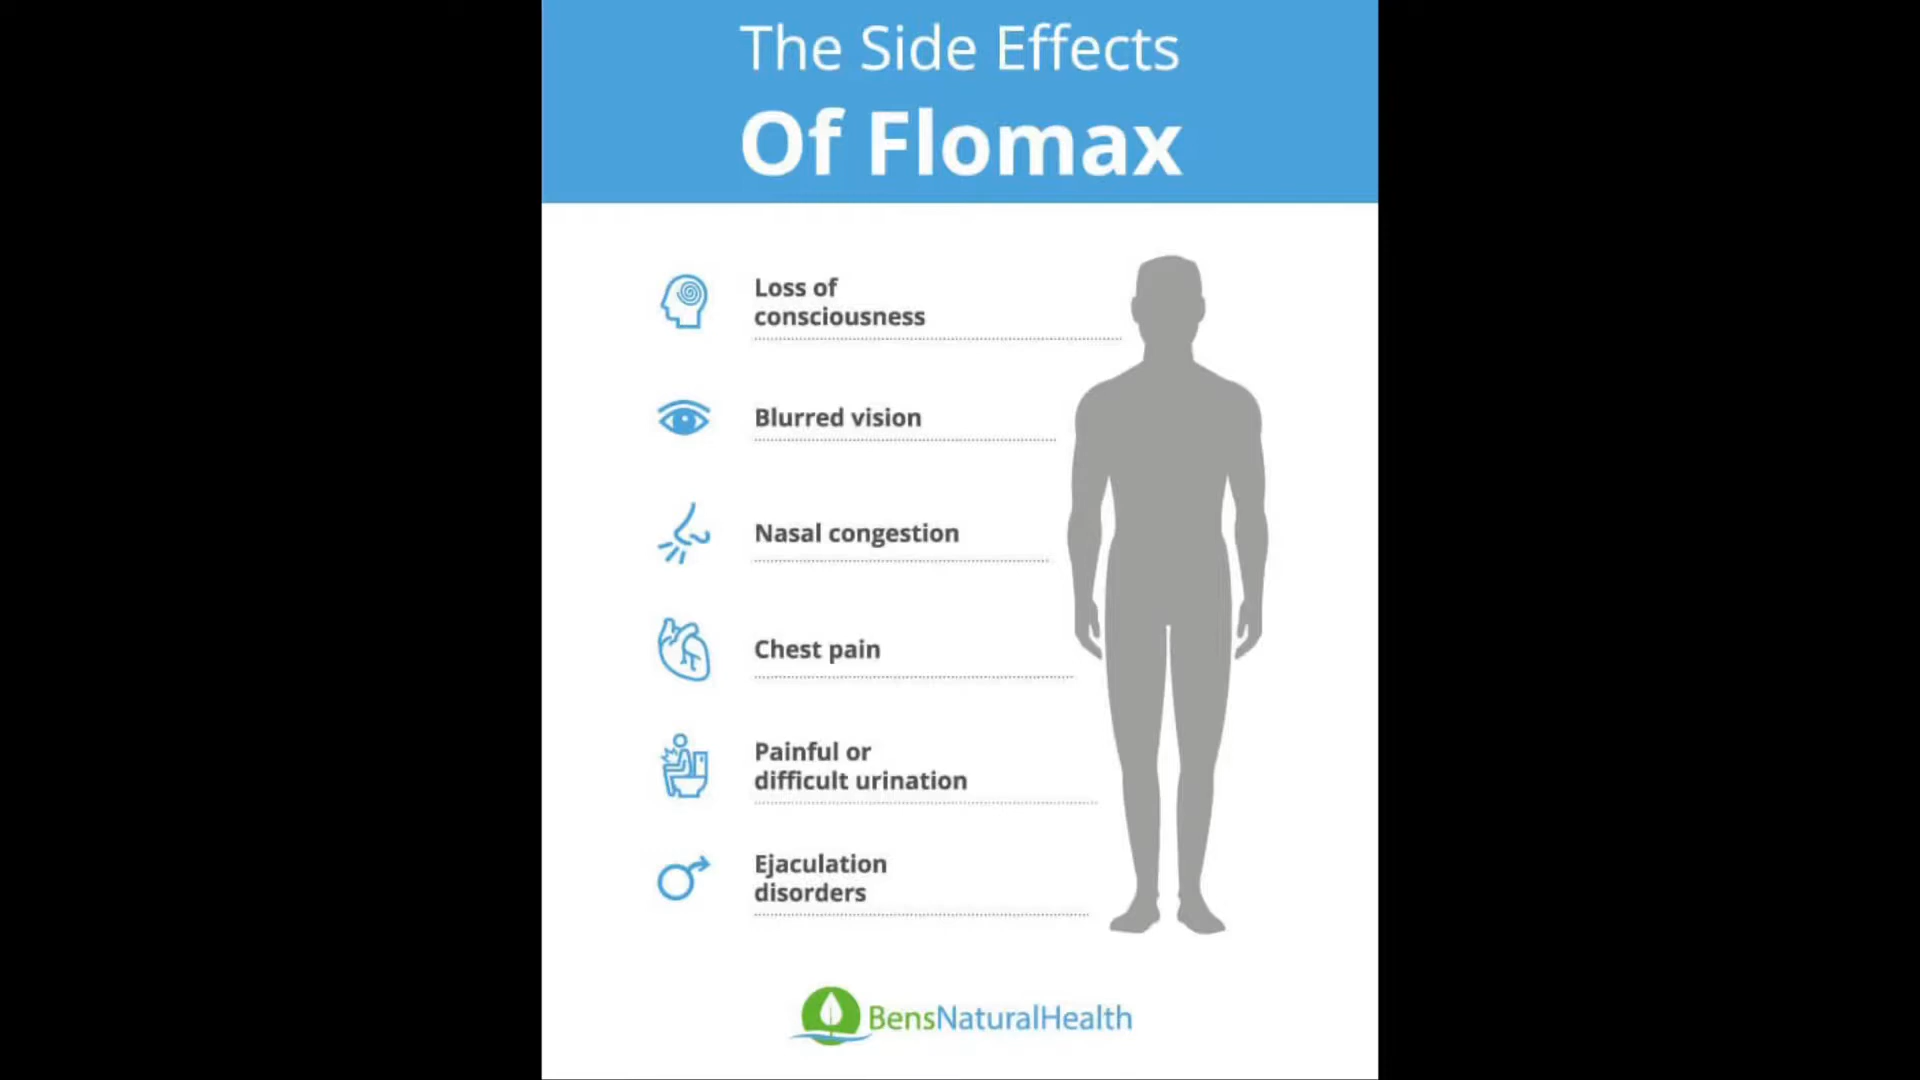 The Side Effects
Of Flomax
Loss of
consciousness
Blurred vision
Nasal congestion
Chest pain
Painful or
difficult urination
Ejaculation
disorders
BensNaturalHealth